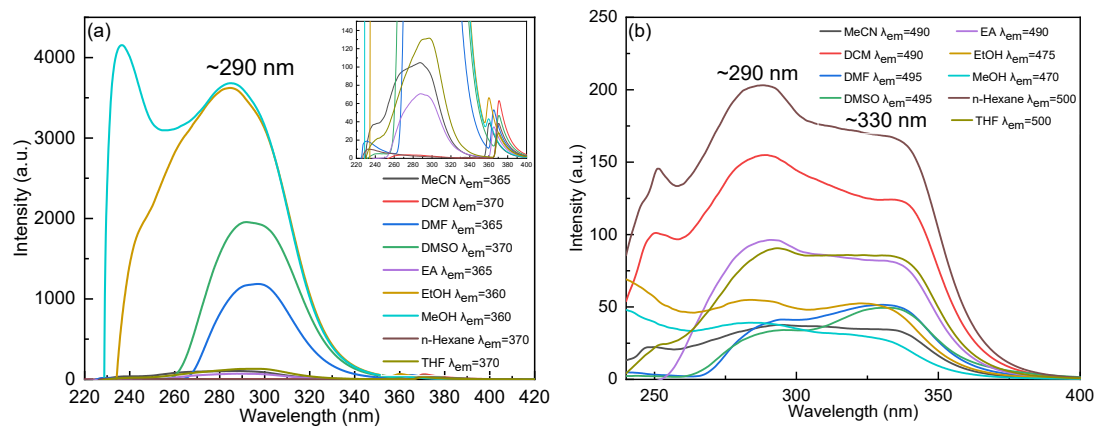 (a)
~290 nm
Intensity (a.u.)
4000
3000
2000
1000
0
220 240 260 280 300 320 340 360 380 400 420
Wavelength (nm)
140
120
100
80
60
40
20
0
220 240 260 280 300 320 340 360 380 400
MeCN λem=365
DCM λem=370
DMF λem=365
DMSO λem=370
EA λem=365
EtOH λem=360
MeOH λem=360
n-Hexane λem=370
THF λem=370
(b)
~290 nm
~330 nm
Intensity (a.u.)
250
200
150
100
50
0
250 300 350 400
Wavelength (nm)
MeCN λem=490 EA λem=490
DCM λem=490 EtOH λem=475
DMF λem=495 MeOH λem=470
DMSO λem=495 n-Hexane λem=500
THF λem=500